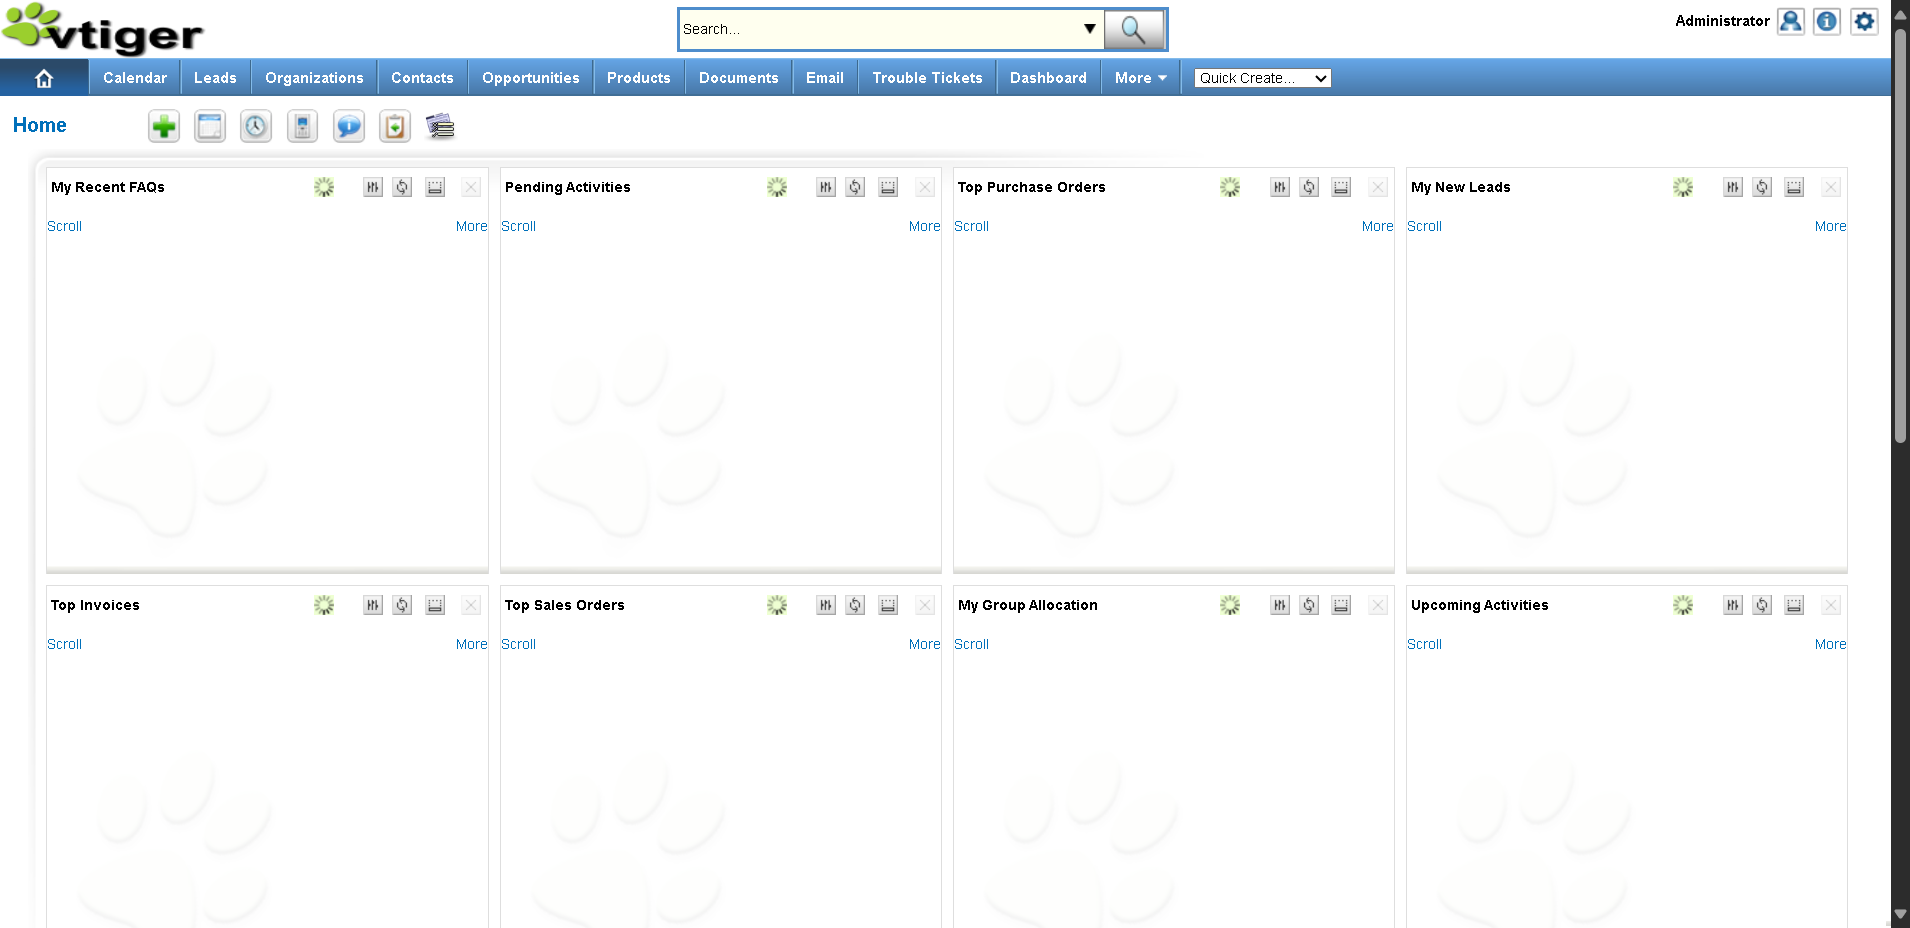 vtiger
Search...
Administrator
Calendar
Leads
Organizations
Contacts
Opportunities
Products
Documents
Email
Trouble Tickets
Dashboard
More
Quick Create...
Home
My Recent FAQs
Pending Activities
Top Purchase Orders
My New Leads
Scroll More
Scroll More
Scroll More
Scroll More
Top Invoices
Top Sales Orders
My Group Allocation
Upcoming Activities
Scroll More
Scroll More
Scroll
Scroll More